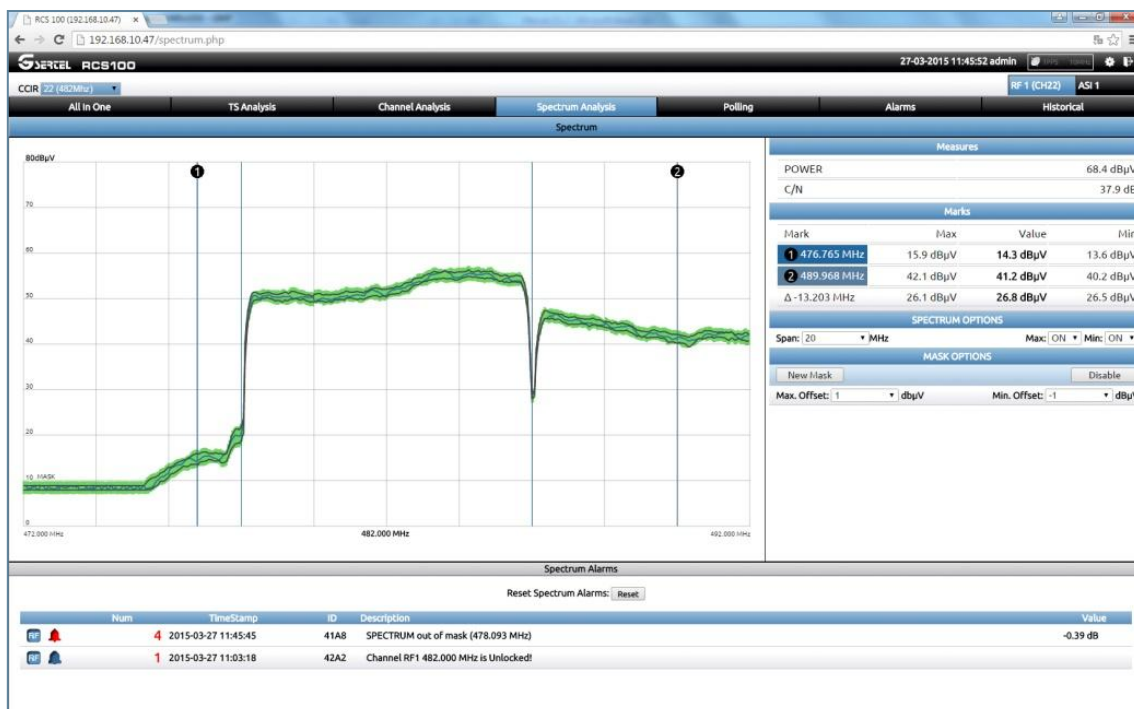 RCS 100 (192.168.10.47)
192.168.10.47/spectrum.php
SERTEL RCS100
27-03-2015 11:45:52 admin
CCIR 22 (482Mhz)
RF 1 (CH22) ASI 1
All In One TS Analysis Channel Analysis Spectrum Analysis Polling Alarms Historical
Spectrum
80dBµV
70
60
50
40
30
20
10 MASK
0
1
2
472.000 MHz 482.000 MHz 492.000 MHz
Measures
POWER 68.4 dBµV
C/N 37.9 dB
Marks
Mark Max Value Min
1 476.765 MHz 15.9 dBµV 14.3 dBµV 13.6 dBµV
2 489.968 MHz 42.1 dBµV 41.2 dBµV 40.2 dBµV
Δ -13.203 MHz 26.1 dBµV 26.8 dBµV 26.5 dBµV
SPECTRUM OPTIONS
Span: 20 MHz Max: ON Min: ON
MASK OPTIONS
New Mask Disable
Max. Offset: 1 dbµV Min. Offset: -1 dBµV
Spectrum Alarms
Reset Spectrum Alarms: Reset
Num TimeStamp ID Description Value
RF 4 2015-03-27 11:45:45 41A8 SPECTRUM out of mask (478.093 MHz) -0.39 dB
RF 1 2015-03-27 11:03:18 42A2 Channel RF1 482.000 MHz is Unlocked!